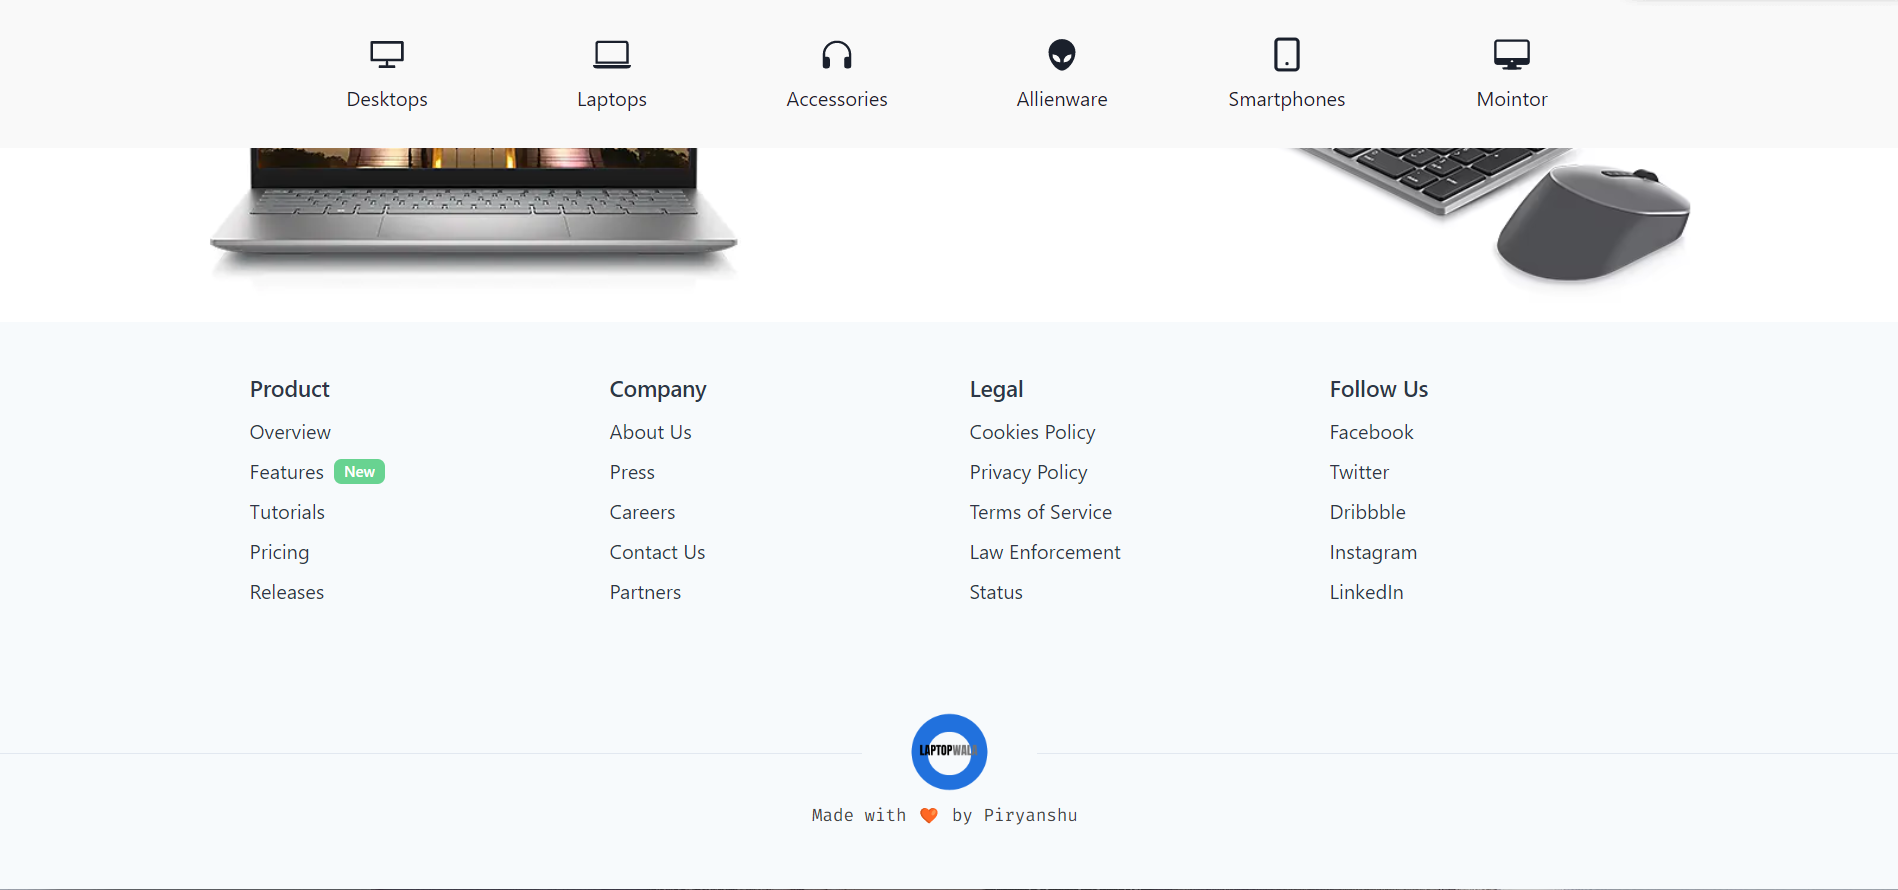 Desktops Laptops Accessories Allienware Smartphones Mointor
Product
Overview
Features New
Tutorials
Pricing
Releases
Company
About Us
Press
Careers
Contact Us
Partners
Legal
Cookies Policy
Privacy Policy
Terms of Service
Law Enforcement
Status
Follow Us
Facebook
Twitter
Dribbble
Instagram
LinkedIn
Made with 🧡 by Piryanshu